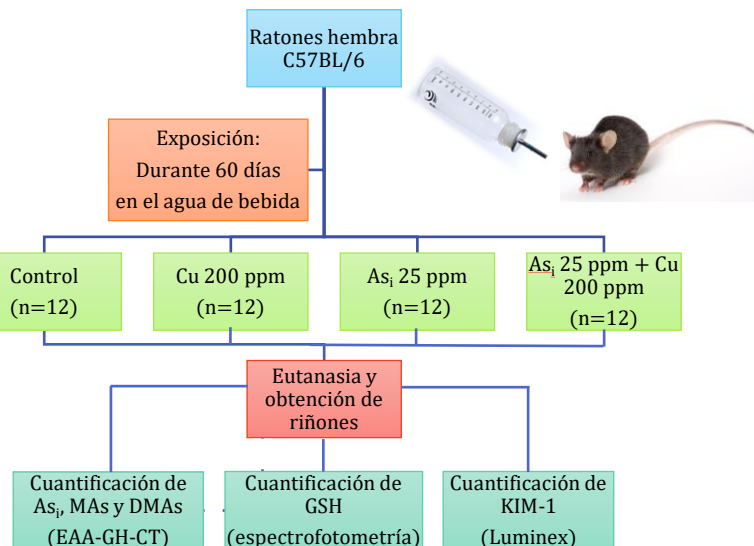 Ratones hembra
C57BL/6
Exposición:
Durante 60 días
en el agua de bebida
Control
(n=12)
Cu 200 ppm
(n=12)
Asᵢ 25 ppm
(n=12)
Asᵢ 25 ppm + Cu
200 ppm
(n=12)
Eutanasia y
obtención de
riñones
Cuantificación de
Asᵢ, MAs y DMAs
(EAA-GH-CT)
Cuantificación de
GSH
(espectrofotometría)
Cuantificación de
KIM-1
(Luminex)